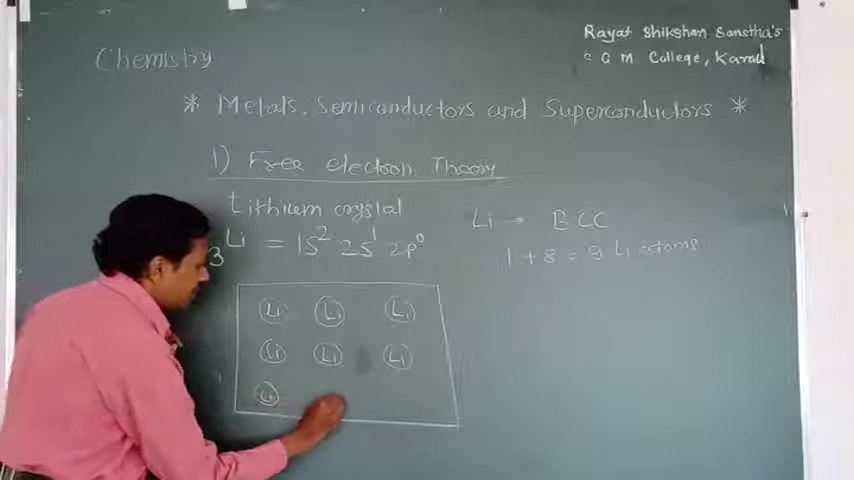 Rayat Shikshan Sanstha's
S G M College, Karad
Chemistry
* Metals, Semiconductors and Superconductors *
1) Free electron Theory
Lithium crystal
Li → BCC
₃Li = 1S² 2S¹ 2P⁰
1 + 8 = 9 Li atoms
Li Li Li
Li Li Li
Li